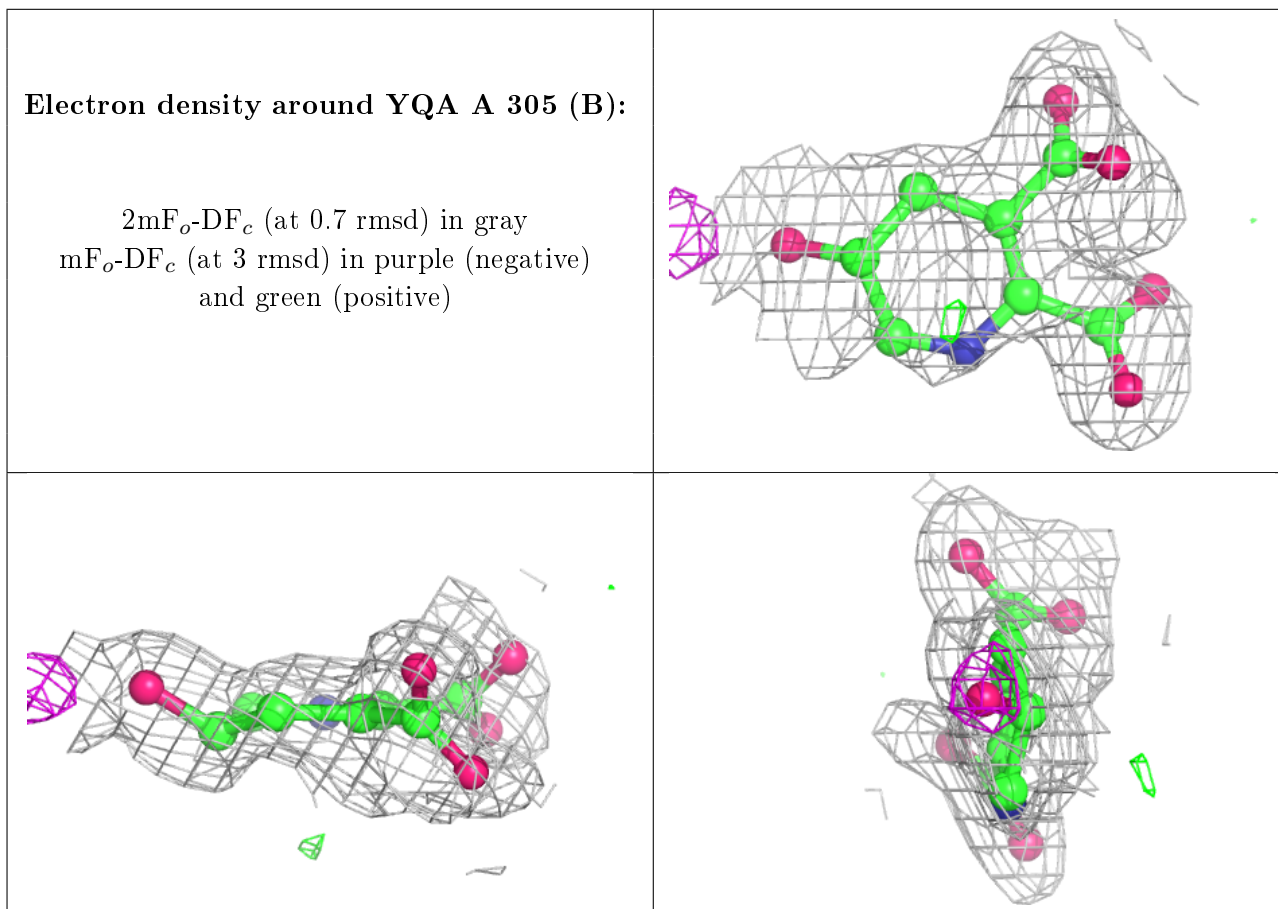 Electron density around YQA A 305 (B):
2mFₒ-DF𝑐 (at 0.7 rmsd) in gray
mFₒ-DF𝑐 (at 3 rmsd) in purple (negative)
and green (positive)